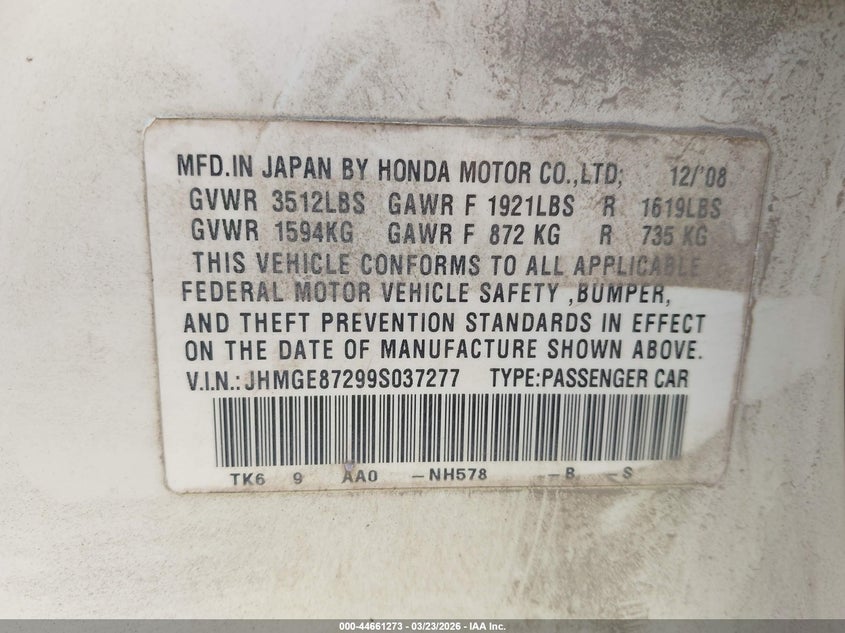 MFD.IN JAPAN BY HONDA MOTOR CO.,LTD; 12/'08
GVWR 3512LBS GAWR F 1921LBS R 1619LBS
GVWR 1594KG GAWR F 872 KG R 735 KG
THIS VEHICLE CONFORMS TO ALL APPLICABLE
FEDERAL MOTOR VEHICLE SAFETY ,BUMPER,
AND THEFT PREVENTION STANDARDS IN EFFECT
ON THE DATE OF MANUFACTURE SHOWN ABOVE.
V.I.N.: JHMGE87299S037277 TYPE:PASSENGER CAR
TK6 9 AA0 -NH578 -B -S
000-44661273 - 03/23/2026 - IAA Inc.